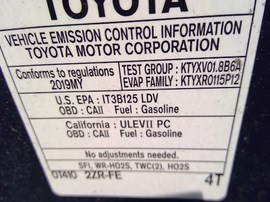 TOYOTA
VEHICLE EMISSION CONTROL INFORMATION
TOYOTA MOTOR CORPORATION
Conforms to regulations
2019MY
TEST GROUP : KTYXV01.8B6A
EVAP FAMILY : KTYXR0115P12
U.S. EPA : IT3B125 LDV
OBD : CAII Fuel : Gasoline
California : ULEVII PC
OBD : CAII Fuel : Gasoline
No adjustments needed.
SFI, WR-HO2S, TWC(2), HO2S
OT410 2ZR-FE 4T